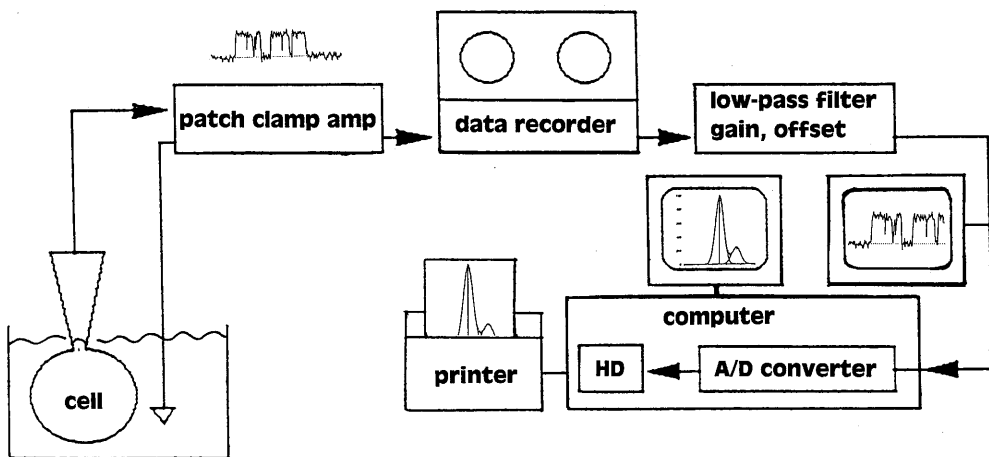 patch clamp amp
data recorder
low-pass filter
gain, offset
computer
HD
A/D converter
printer
cell